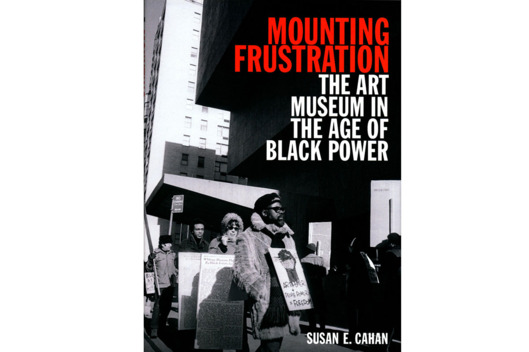 MOUNTING
FRUSTRATION
THE ART
MUSEUM IN
THE AGE OF
BLACK POWER
SUSAN E. CAHAN